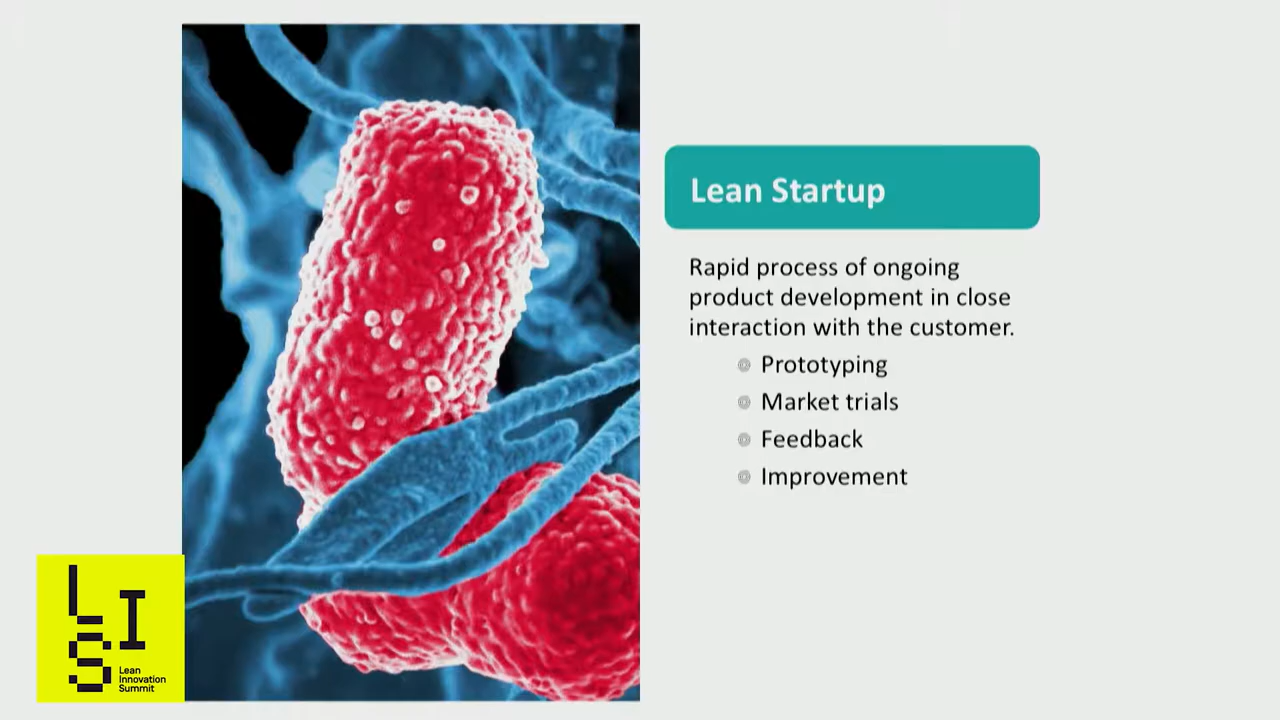 Lean Startup
Rapid process of ongoing
product development in close
interaction with the customer.
Prototyping
Market trials
Feedback
Improvement
LIS
Lean
Innovation
Summit